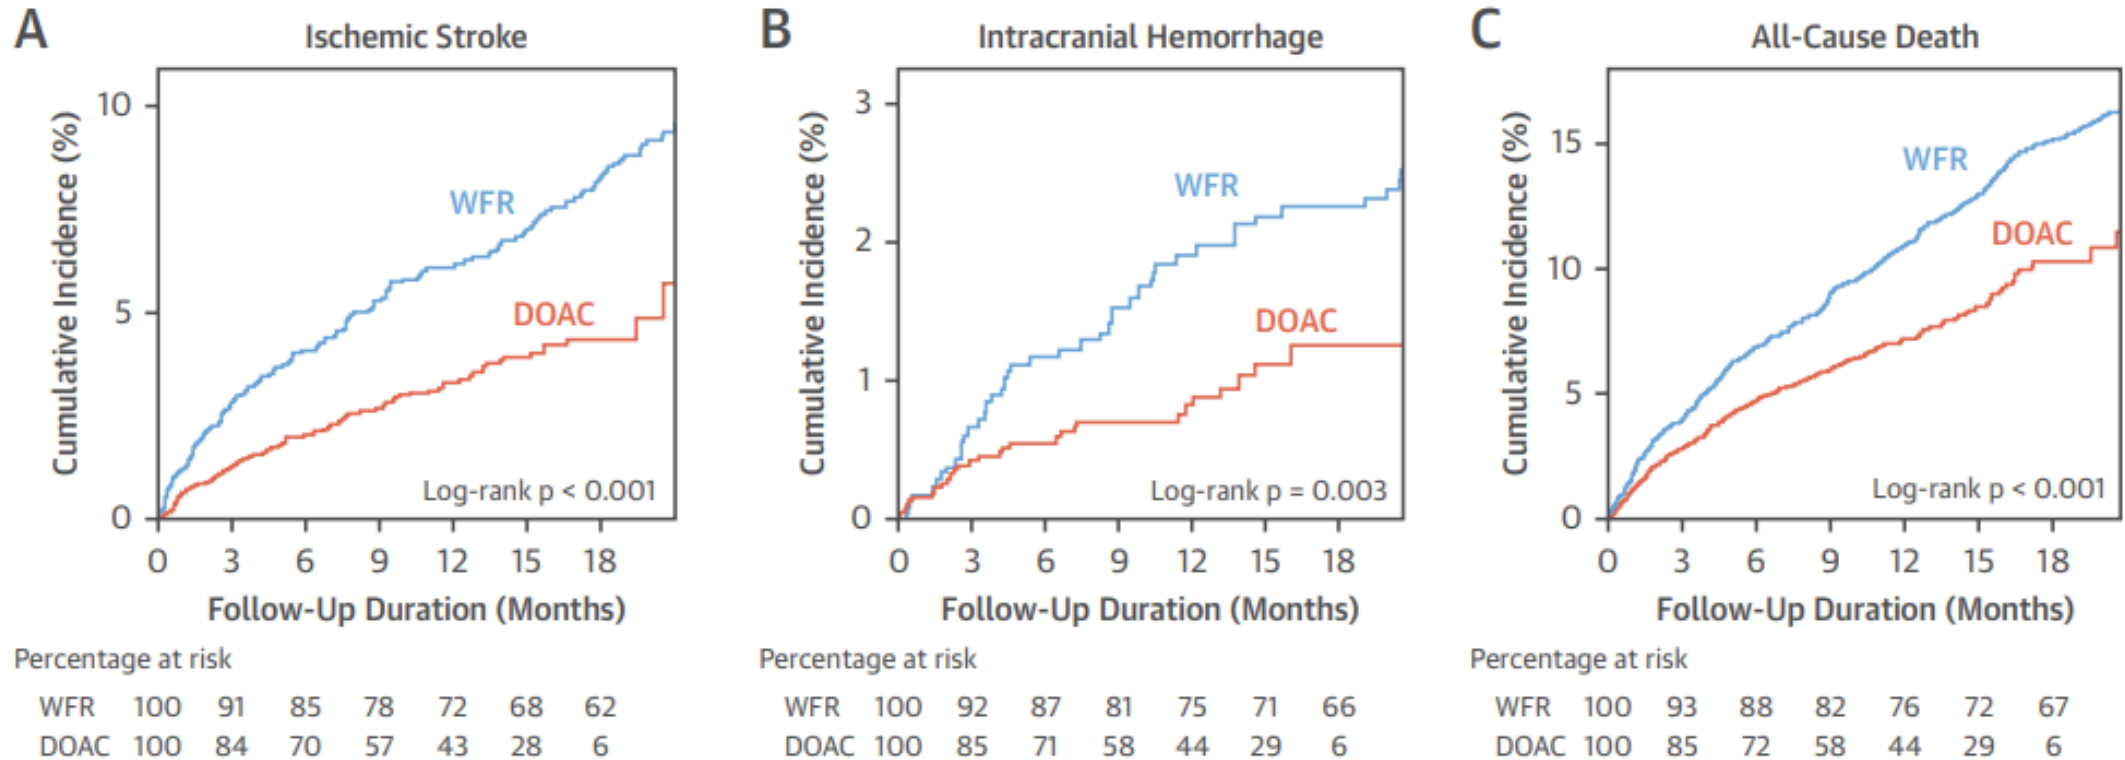 A
Ischemic Stroke
Cumulative Incidence (%)
10
5
0
WFR
DOAC
Log-rank p < 0.001
0 3 6 9 12 15 18
Follow-Up Duration (Months)
Percentage at risk
WFR 100 91 85 78 72 68 62
DOAC 100 84 70 57 43 28 6
B
Intracranial Hemorrhage
Cumulative Incidence (%)
3
2
1
0
WFR
DOAC
Log-rank p = 0.003
0 3 6 9 12 15 18
Follow-Up Duration (Months)
Percentage at risk
WFR 100 92 87 81 75 71 66
DOAC 100 85 71 58 44 29 6
C
All-Cause Death
Cumulative Incidence (%)
15
10
5
0
WFR
DOAC
Log-rank p < 0.001
0 3 6 9 12 15 18
Follow-Up Duration (Months)
Percentage at risk
WFR 100 93 88 82 76 72 67
DOAC 100 85 72 58 44 29 6